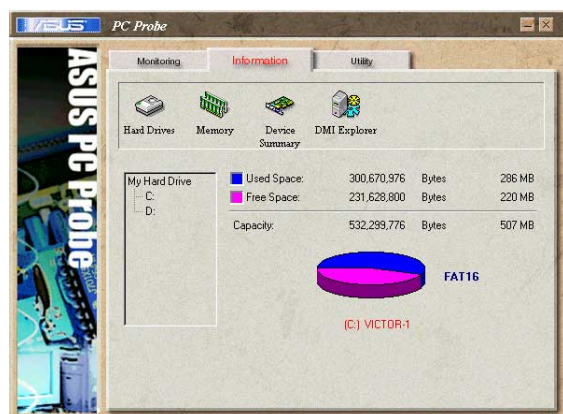 ASUS PC Probe
ASUS PC Probe
Monitoring Information Utility
Hard Drives Memory Device Summary DMI Explorer
My Hard Drive
C:
D:
Used Space: 300,670,976 Bytes 286 MB
Free Space: 231,628,800 Bytes 220 MB
Capacity: 532,299,776 Bytes 507 MB
FAT16
(C:) VICTOR-1